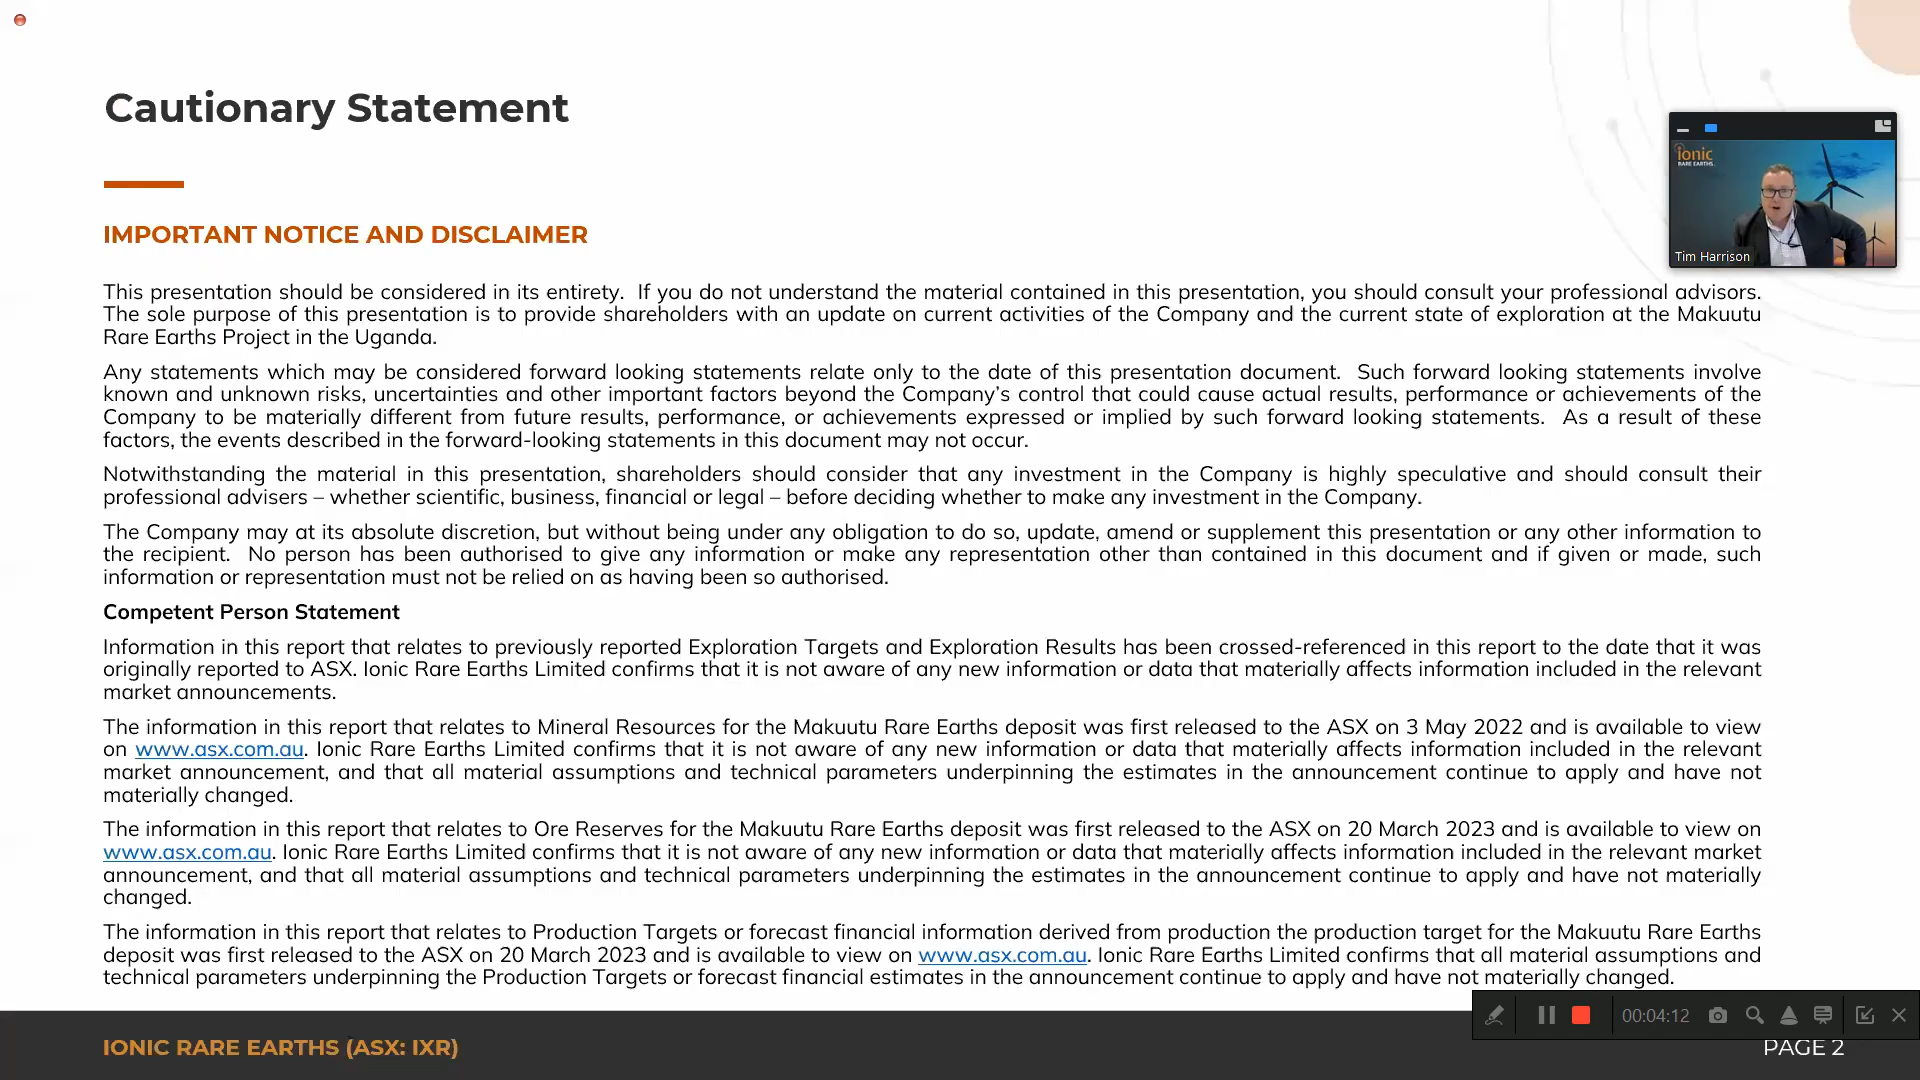 Cautionary Statement
ionic
RARE EARTHS
Tim Harrison
IMPORTANT NOTICE AND DISCLAIMER
This presentation should be considered in its entirety.  If you do not understand the material contained in this presentation, you should consult your professional advisors.
The sole purpose of this presentation is to provide shareholders with an update on current activities of the Company and the current state of exploration at the Makuutu
Rare Earths Project in the Uganda.
Any statements which may be considered forward looking statements relate only to the date of this presentation document.  Such forward looking statements involve
known and unknown risks, uncertainties and other important factors beyond the Company’s control that could cause actual results, performance or achievements of the
Company to be materially different from future results, performance, or achievements expressed or implied by such forward looking statements.  As a result of these
factors, the events described in the forward-looking statements in this document may not occur.
Notwithstanding the material in this presentation, shareholders should consider that any investment in the Company is highly speculative and should consult their
professional advisers – whether scientific, business, financial or legal – before deciding whether to make any investment in the Company.
The Company may at its absolute discretion, but without being under any obligation to do so, update, amend or supplement this presentation or any other information to
the recipient.  No person has been authorised to give any information or make any representation other than contained in this document and if given or made, such
information or representation must not be relied on as having been so authorised.
Competent Person Statement
Information in this report that relates to previously reported Exploration Targets and Exploration Results has been crossed-referenced in this report to the date that it was
originally reported to ASX. Ionic Rare Earths Limited confirms that it is not aware of any new information or data that materially affects information included in the relevant
market announcements.
The information in this report that relates to Mineral Resources for the Makuutu Rare Earths deposit was first released to the ASX on 3 May 2022 and is available to view
on www.asx.com.au. Ionic Rare Earths Limited confirms that it is not aware of any new information or data that materially affects information included in the relevant
market announcement, and that all material assumptions and technical parameters underpinning the estimates in the announcement continue to apply and have not
materially changed.
The information in this report that relates to Ore Reserves for the Makuutu Rare Earths deposit was first released to the ASX on 20 March 2023 and is available to view on
www.asx.com.au. Ionic Rare Earths Limited confirms that it is not aware of any new information or data that materially affects information included in the relevant market
announcement, and that all material assumptions and technical parameters underpinning the estimates in the announcement continue to apply and have not materially
changed.
The information in this report that relates to Production Targets or forecast financial information derived from production the production target for the Makuutu Rare Earths
deposit was first released to the ASX on 20 March 2023 and is available to view on www.asx.com.au. Ionic Rare Earths Limited confirms that all material assumptions and
technical parameters underpinning the Production Targets or forecast financial estimates in the announcement continue to apply and have not materially changed.
00:04:12
IONIC RARE EARTHS (ASX: IXR)
PAGE 2